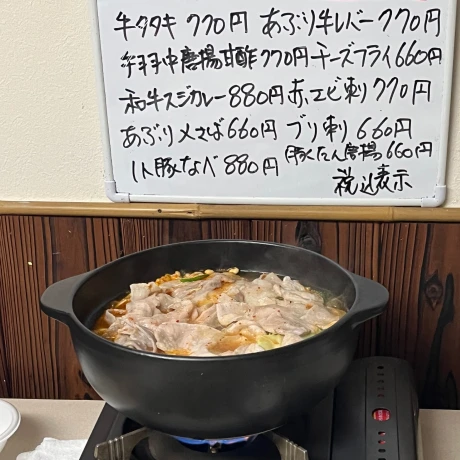 牛タタキ 770円 あぶり牛レバー 770円
手羽中唐揚甘酢 770円 チーズフライ 660円
和牛スジカレー 880円 赤エビ刺 770円
あぶり〆さば 660円 ブリ刺 660円
1人豚なべ 880円 豚たん唐揚 660円
税込表示